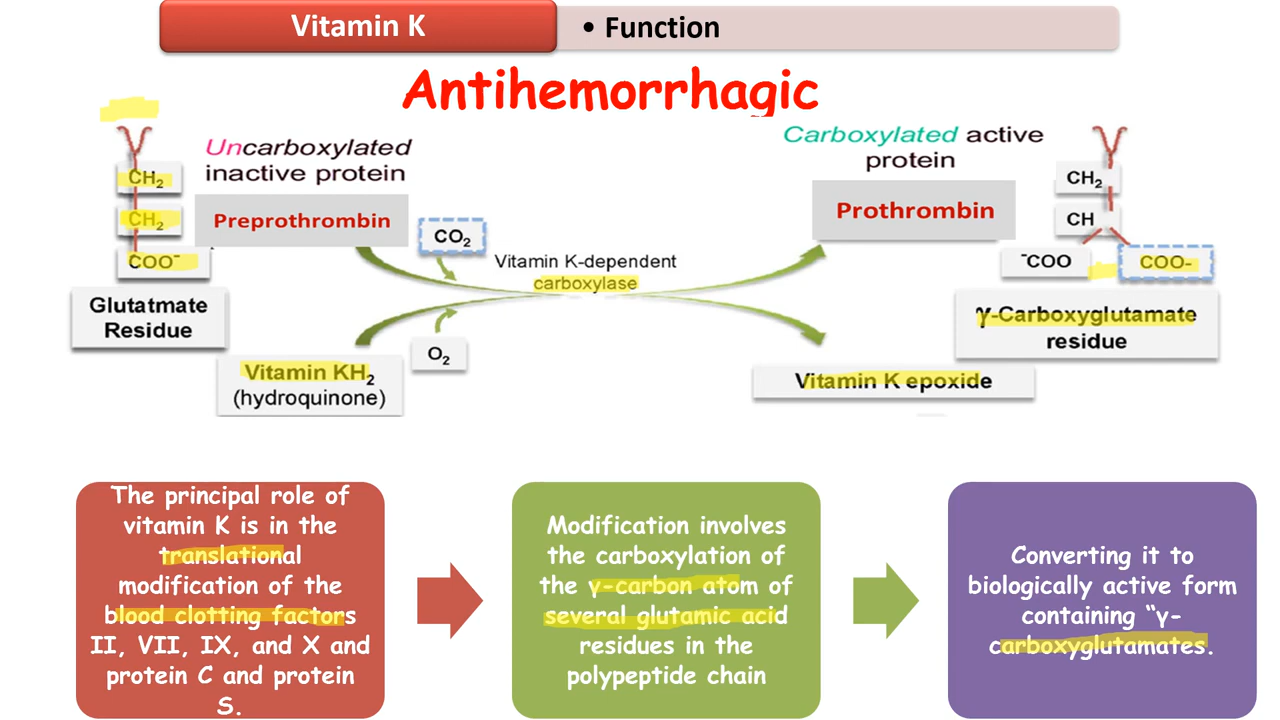 Vitamin K
• Function
Antihemorrhagic
CH₂
CH₂
COO⁻
Glutatmate
Residue
Uncarboxylated
inactive protein
Preprothrombin
CO₂
Vitamin K-dependent
carboxylase
O₂
Vitamin KH₂
(hydroquinone)
Carboxylated active
protein
Prothrombin
Vitamin K epoxide
CH₂
CH
⁻COO
COO-
γ-Carboxyglutamate
residue
The principal role of
vitamin K is in the
translational
modification of the
blood clotting factors
II, VII, IX, and X and
protein C and protein
S.
Modification involves
the carboxylation of
the γ-carbon atom of
several glutamic acid
residues in the
polypeptide chain
Converting it to
biologically active form
containing “γ-
carboxyglutamates.